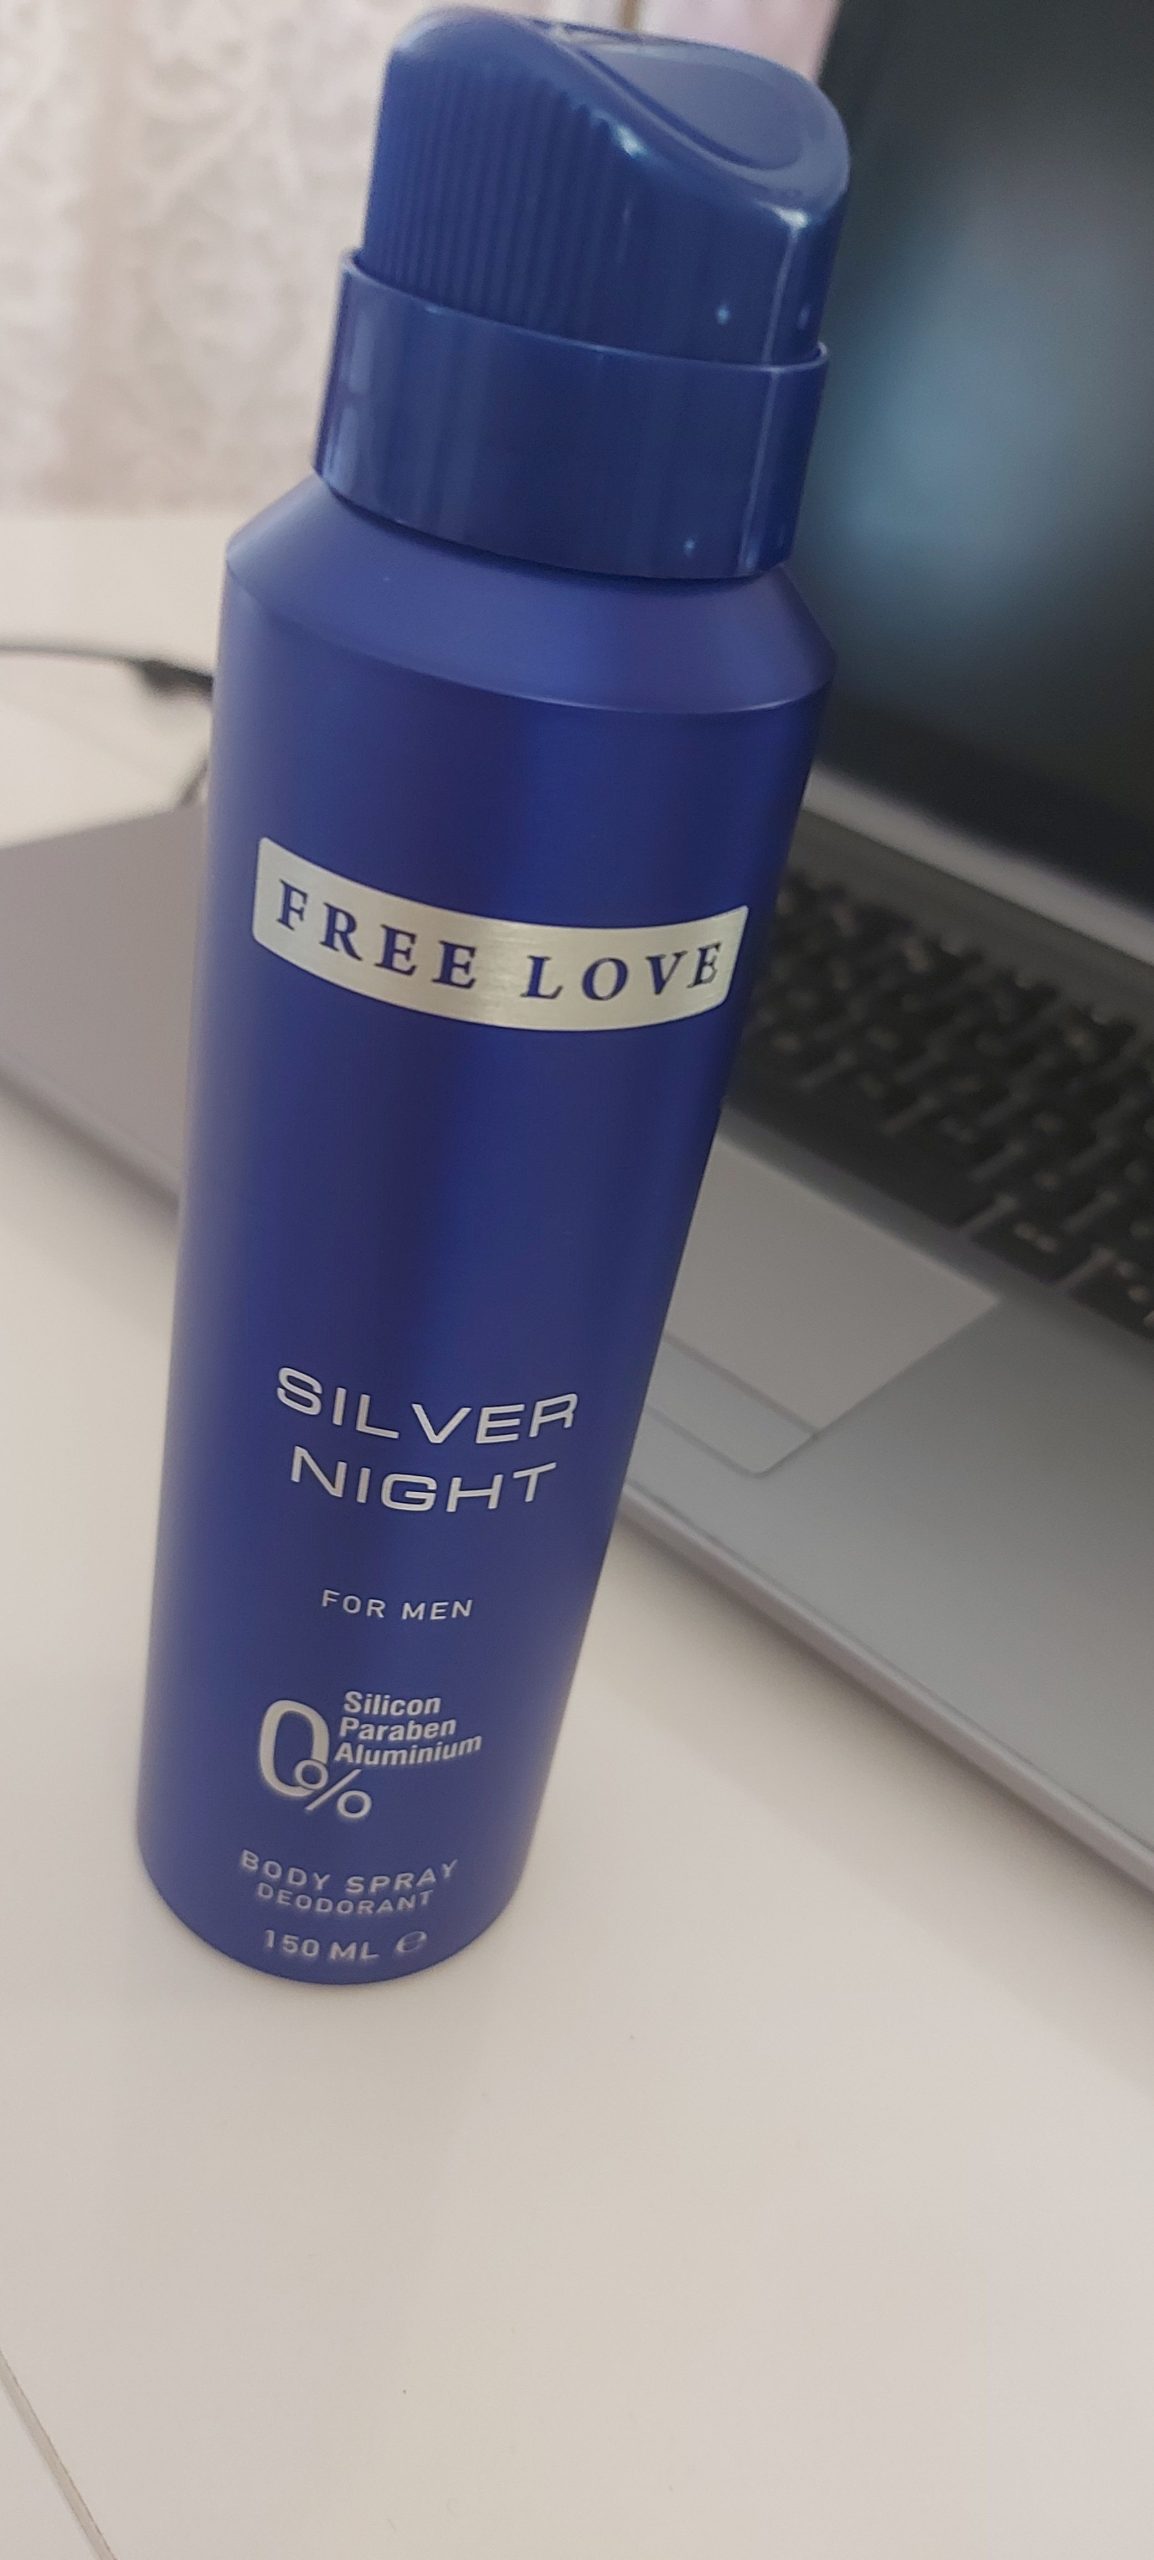 FREE LOVE
SILVER
NIGHT
FOR MEN
0%
Silicon
Paraben
Aluminium
BODY SPRAY
DEODORANT
150 ML ℮